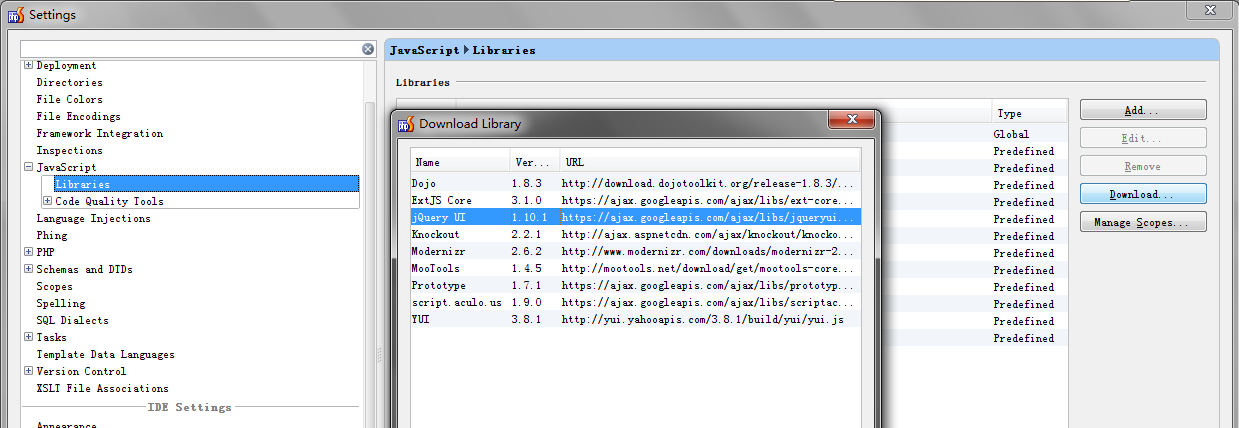 Settings
Deployment
Directories
File Colors
File Encodings
Framework Integration
Inspections
JavaScript
Libraries
Code Quality Tools
Language Injections
Phing
PHP
Schemas and DTDs
Scopes
Spelling
SQL Dialects
Tasks
Template Data Languages
Version Control
XSLT File Associations
IDE Settings
Appearance
JavaScript Libraries
Libraries
Type
Global
Predefined
Predefined
Predefined
Predefined
Predefined
Predefined
Predefined
Predefined
Predefined
Predefined
Predefined
Predefined
Add...
Edit...
Remove
Download...
Manage Scopes...
Download Library
Name Ver... URL
Dojo 1.8.3 http://download.dojotoolkit.org/release-1.8.3/...
ExtJS Core 3.1.0 https://ajax.googleapis.com/ajax/libs/ext-core...
jQuery UI 1.10.1 https://ajax.googleapis.com/ajax/libs/jqueryui...
Knockout 2.2.1 http://ajax.aspnetcdn.com/ajax/knockout/knocko...
Modernizr 2.6.2 http://www.modernizr.com/downloads/modernizr-2...
MooTools 1.4.5 http://mootools.net/download/get/mootools-core...
Prototype 1.7.1 https://ajax.googleapis.com/ajax/libs/prototyp...
script.aculo.us 1.9.0 https://ajax.googleapis.com/ajax/libs/scriptac...
YUI 3.8.1 http://yui.yahooapis.com/3.8.1/build/yui/yui.js